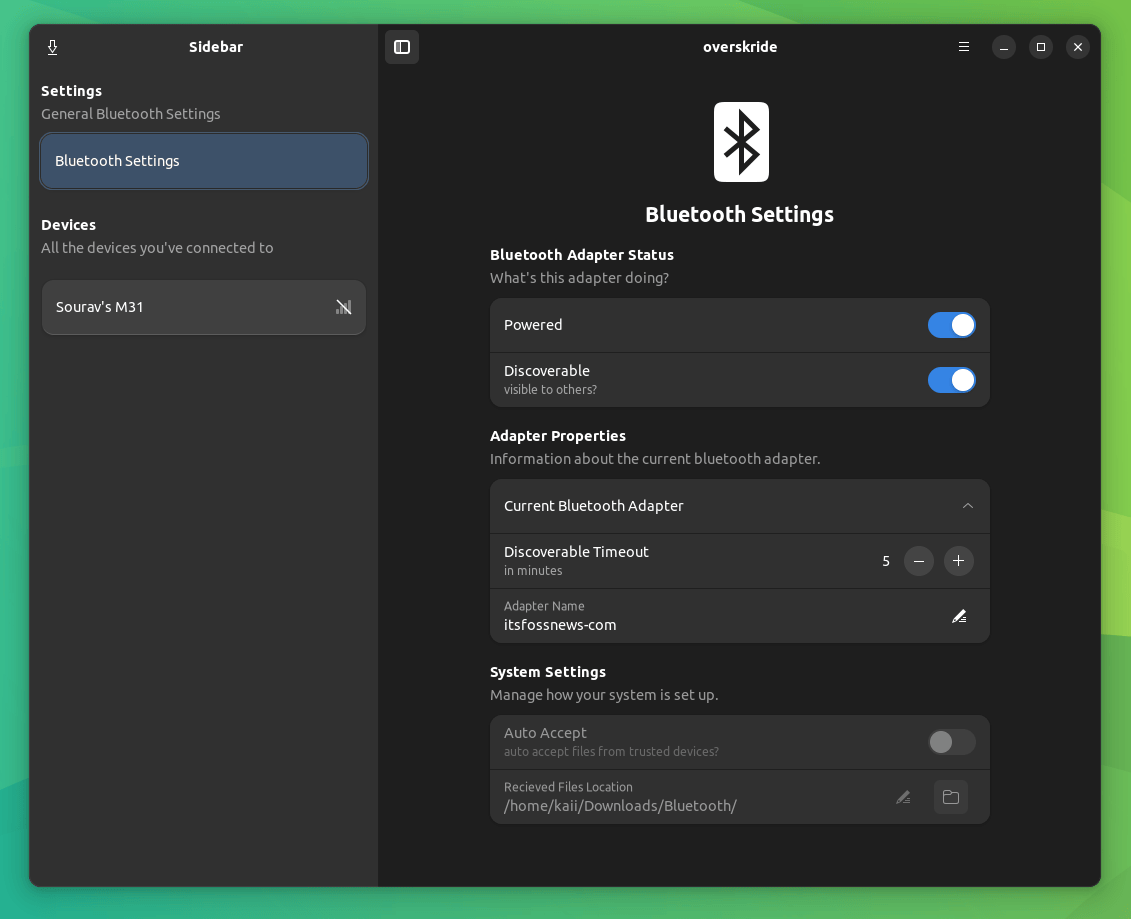 Sidebar
Settings
General Bluetooth Settings
Bluetooth Settings
Devices
All the devices you've connected to
Sourav's M31
overskride
Bluetooth Settings
Bluetooth Adapter Status
What's this adapter doing?
Powered
Discoverable
visible to others?
Adapter Properties
Information about the current bluetooth adapter.
Current Bluetooth Adapter
Discoverable Timeout
in minutes
5
Adapter Name
itsfossnews-com
System Settings
Manage how your system is set up.
Auto Accept
auto accept files from trusted devices?
Recieved Files Location
/home/kaii/Downloads/Bluetooth/